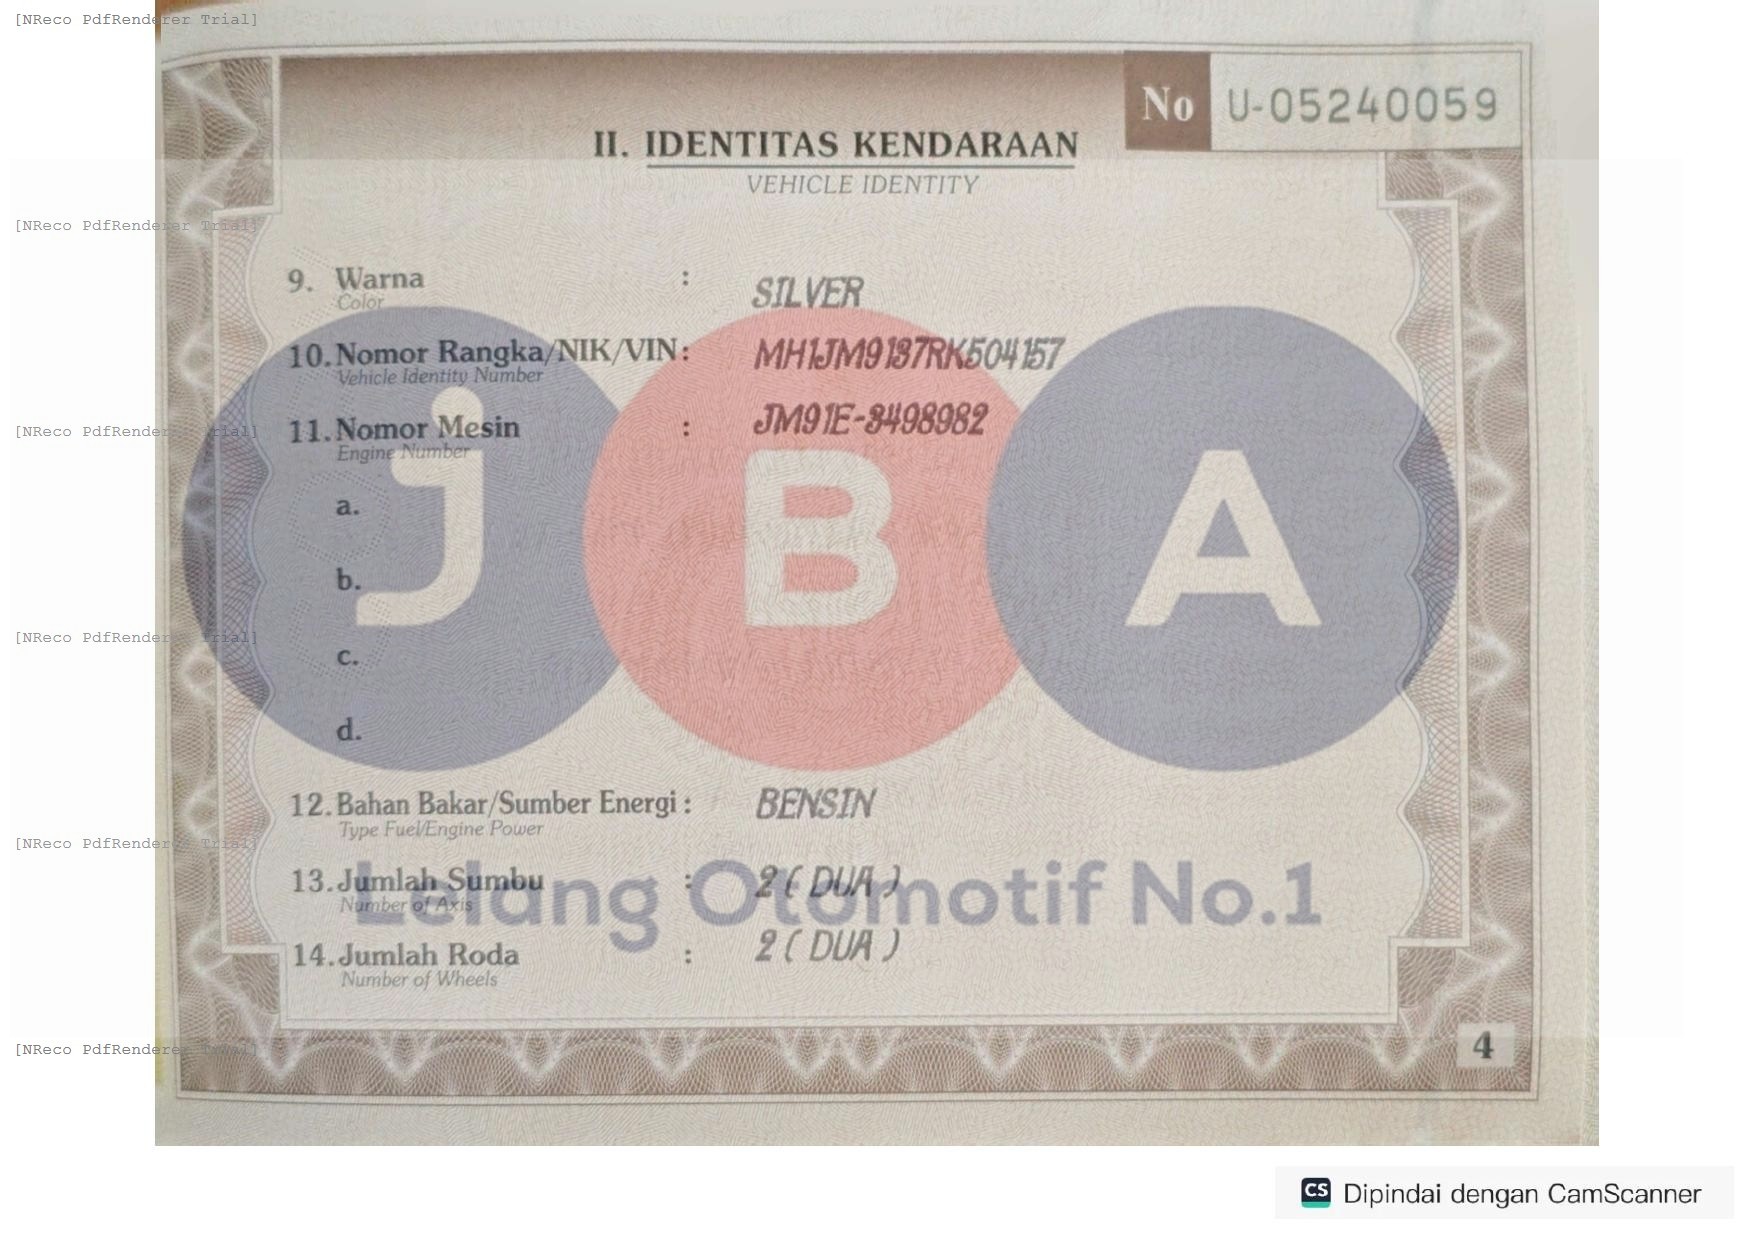 [NReco PdfRenderer Trial]
No U-05240059
II. IDENTITAS KENDARAAN
VEHICLE IDENTITY
[NReco PdfRenderer Trial]
9. Warna : SILVER
Color
10. Nomor Rangka/NIK/VIN : MH1JM9137RK504157
Vehicle Identity Number
[NReco PdfRenderer Trial]
11. Nomor Mesin : JM91E-3498982
Engine Number
a.
b.
J B A
[NReco PdfRenderer Trial]
c.
d.
12. Bahan Bakar/Sumber Energi : BENSIN
Type Fuel/Engine Power
[NReco PdfRenderer Trial]
13. Jumlah Sumbu : 2 ( DUA )
Number of Axis
Lelang Otomotif No.1
14. Jumlah Roda : 2 ( DUA )
Number of Wheels
[NReco PdfRenderer Trial]
4
CS Dipindai dengan CamScanner